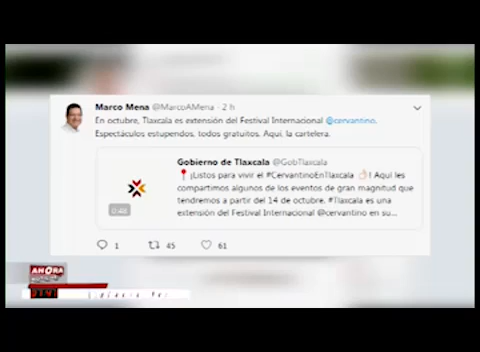 Marco Mena @MarcoAMena · 2 h
En octubre, Tlaxcala es extensión del Festival Internacional @cervantino.
Espectáculos estupendos, todos gratuitos. Aquí, la cartelera.
Gobierno de Tlaxcala @GobTlaxcala
¡Listos para vivir el #CervantinoEnTlaxcala ! Aquí les
compartimos algunos de los eventos de gran magnitud que
tendremos a partir del 14 de octubre. #Tlaxcala es una
extensión del Festival Internacional @cervantino en su...
0:48
1 45 61
AHORA